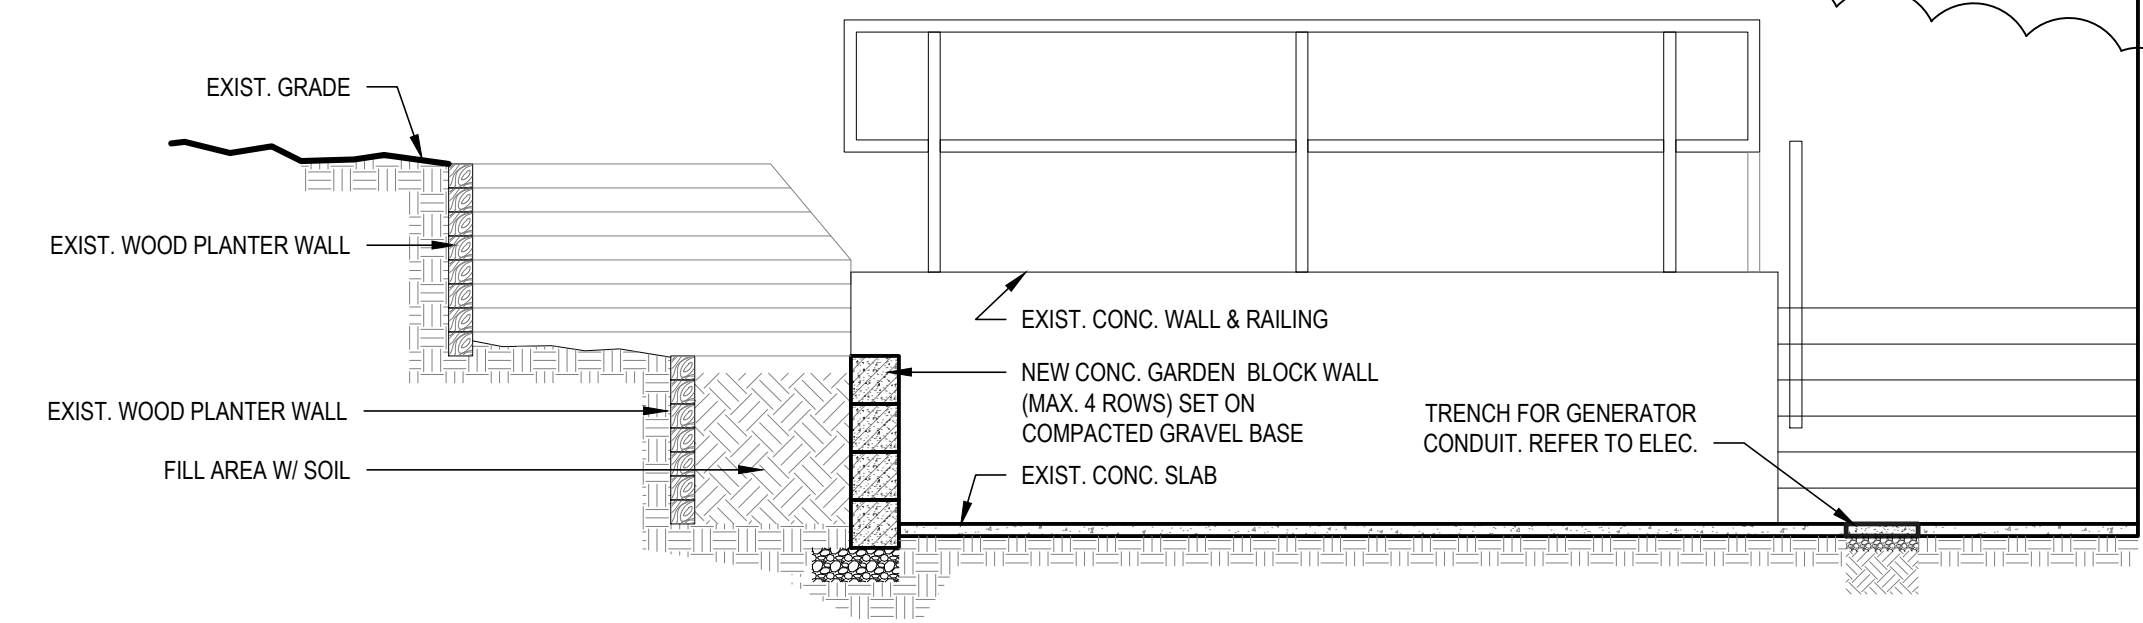 EXIST. GRADE
EXIST. WOOD PLANTER WALL
EXIST. CONC. WALL & RAILING
NEW CONC. GARDEN BLOCK WALL
(MAX. 4 ROWS) SET ON
COMPACTED GRAVEL BASE
EXIST. WOOD PLANTER WALL
TRENCH FOR GENERATOR
CONDUIT. REFER TO ELEC.
FILL AREA W/ SOIL
EXIST. CONC. SLAB